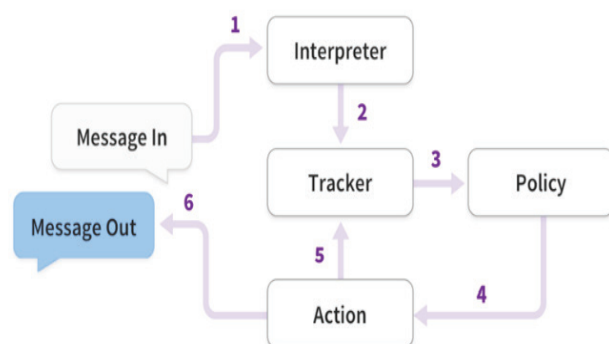 1
Interpreter
2
Message In
Tracker
3
Policy
6
Message Out
5
4
Action